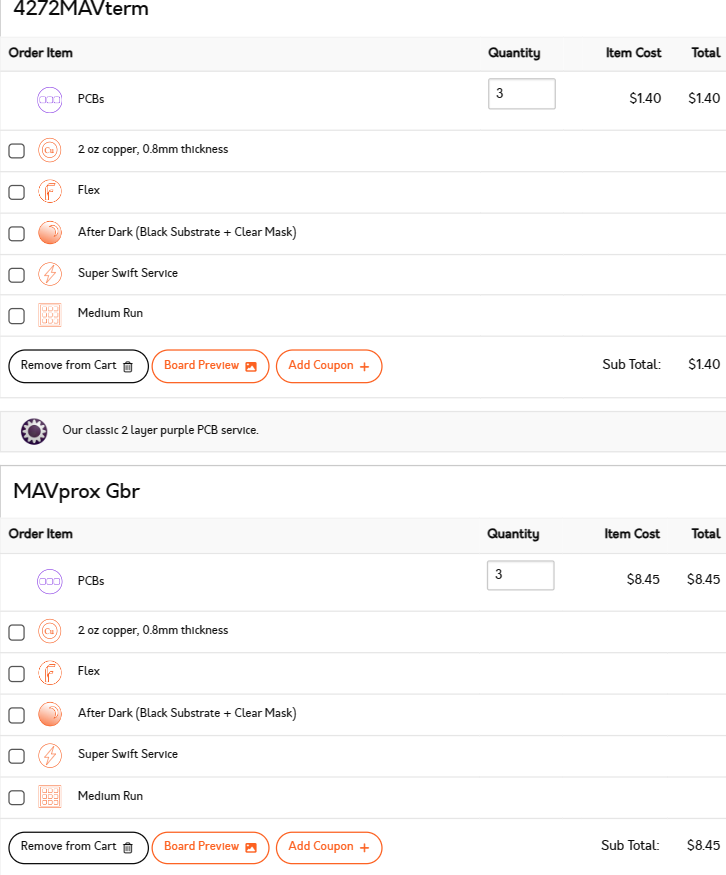 4272MAVterm
Order Item Quantity Item Cost Total
PCBs 3 $1.40 $1.40
Cu 2 oz copper, 0.8mm thickness
Flex
After Dark (Black Substrate + Clear Mask)
Super Swift Service
Medium Run
Remove from Cart Board Preview Add Coupon + Sub Total: $1.40
Our classic 2 layer purple PCB service.
MAVprox Gbr
Order Item Quantity Item Cost Total
PCBs 3 $8.45 $8.45
Cu 2 oz copper, 0.8mm thickness
Flex
After Dark (Black Substrate + Clear Mask)
Super Swift Service
Medium Run
Remove from Cart Board Preview Add Coupon + Sub Total: $8.45